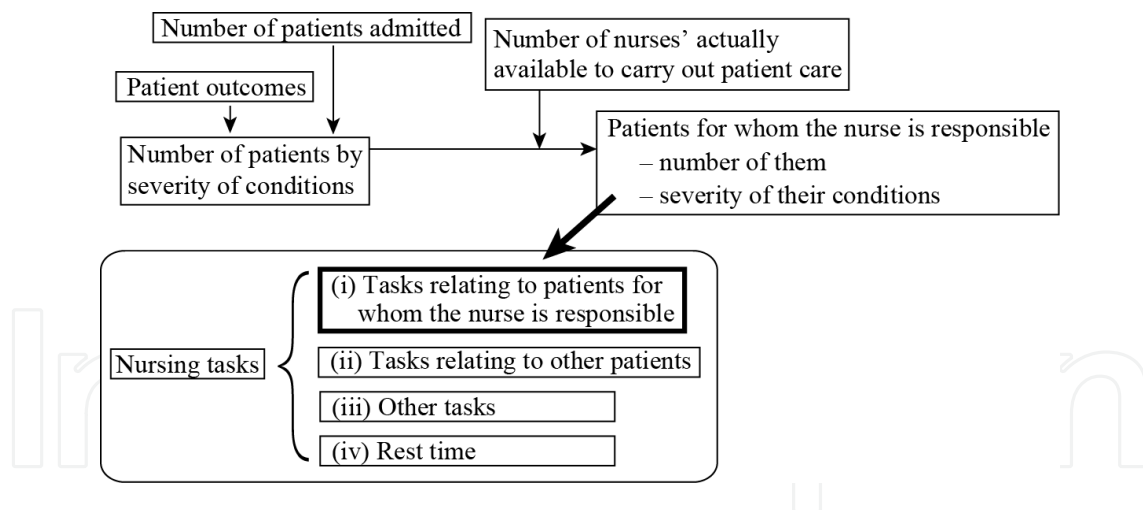 Number of patients admitted
Number of nurses’ actually
available to carry out patient care
Patient outcomes
Number of patients by
severity of conditions
Patients for whom the nurse is responsible
– number of them
– severity of their conditions
Nursing tasks
(i) Tasks relating to patients for
whom the nurse is responsible
(ii) Tasks relating to other patients
(iii) Other tasks
(iv) Rest time